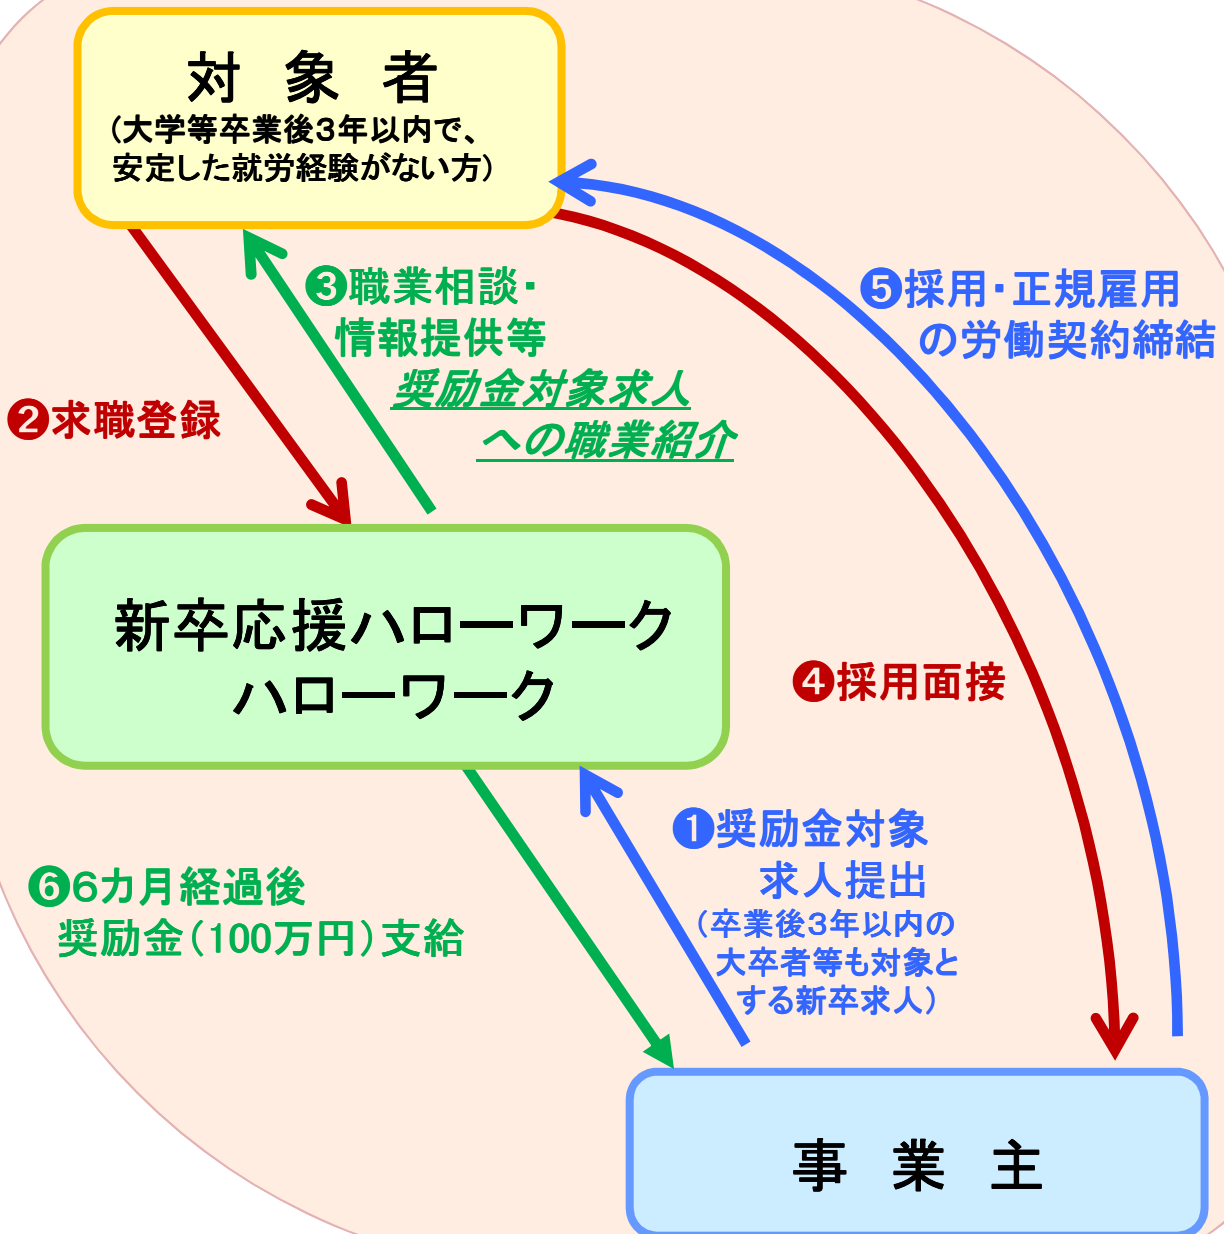 対　象　者
(大学等卒業後3年以内で、
安定した就労経験がない方)
❸職業相談・
情報提供等
奨励金対象求人
への職業紹介
❺採用・正規雇用
の労働契約締結
❷求職登録
新卒応援ハローワーク
ハローワーク
❹採用面接
❶奨励金対象
求人提出
(卒業後3年以内の
大卒者等も対象と
する新卒求人)
❻6カ月経過後
奨励金(100万円)支給
事　業　主